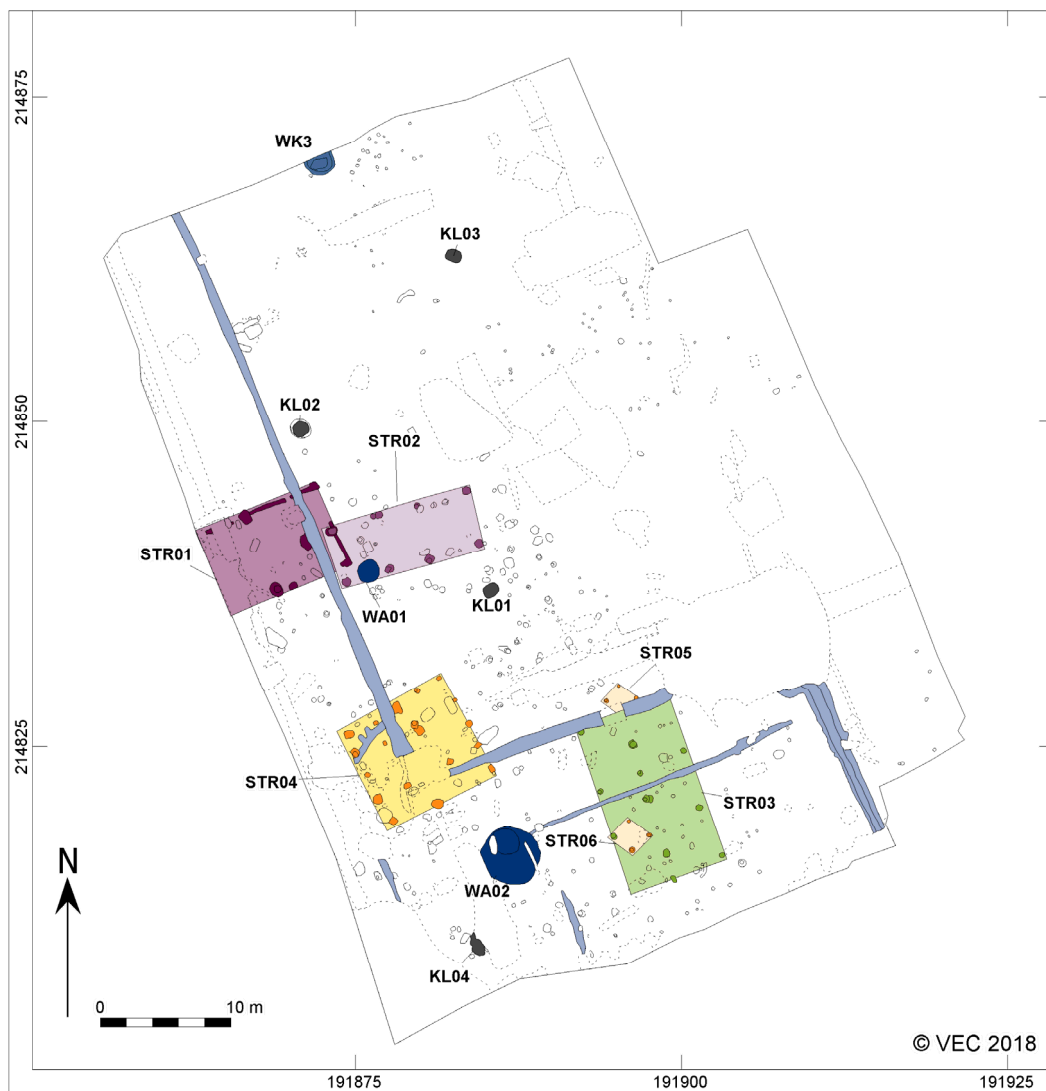 214875
WK3
KL03
214850
KL02
STR02
STR01
WA01
KL01
STR05
214825
STR04
STR03
STR06
N
WA02
KL04
0 10 m
© VEC 2018
191875 191900 191925